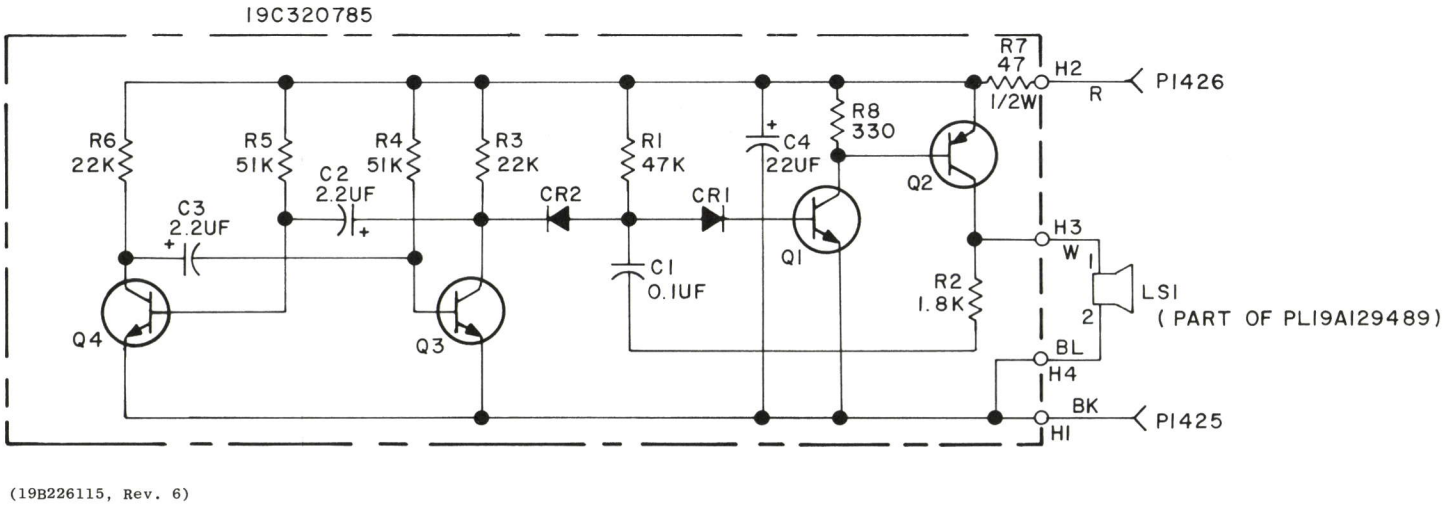 19C320785
R7
47
1/2W
H2
R
P1426
R6
22K
R5
51K
R4
51K
R3
22K
R1
47K
C4
22UF
+
R8
330
Q2
C3
2.2UF
+
C2
2.2UF
+
CR2
CR1
Q1
H3
W
1
C1
0.1UF
R2
1.8K
LS1
2
(PART OF PL19A129489)
Q4
Q3
BL
H4
BK
H1
P1425
(19B226115, Rev. 6)